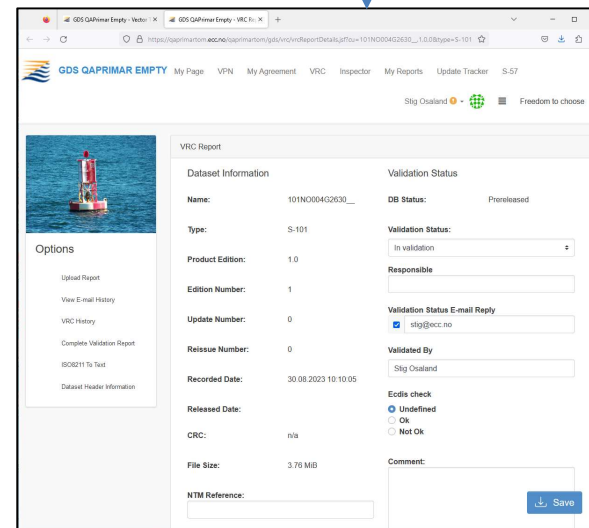 GDS QAPrimar Empty - Vector
GDS QAPrimar Empty - VRC Re
https://qaprimartom.ecc.no/qaprimartom/gds/vrc/vrcReportDetails.jsf?zu=101NO004G2630__,1,0,0&type=S-101
GDS QAPRIMAR EMPTY My Page VPN My Agreement VRC Inspector My Reports Update Tracker S-57
Stig Osaland Freedom to choose
VRC Report
Options
Upload Report
View E-mail History
VRC History
Complete Validation Report
ISO8211 To Text
Dataset Header Information
Dataset Information
Name: 101NO004G2630__
Type: S-101
Product Edition: 1.0
Edition Number: 1
Update Number: 0
Reissue Number: 0
Recorded Date: 30.08.2023 10:10:05
Released Date:
CRC: n/a
File Size: 3.76 MiB
NTM Reference:
Validation Status
DB Status: Prereleased
Validation Status:
In validation
Responsible
Validation Status E-mail Reply
stig@ecc.no
Validated By
Stig Osaland
Ecdis check
Undefined
Ok
Not Ok
Comment:
Save